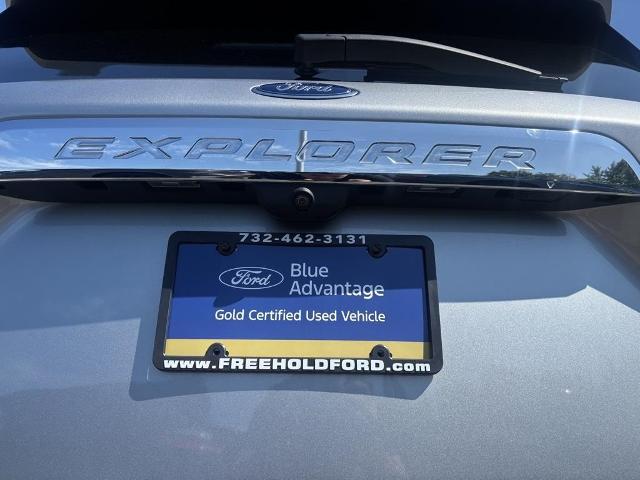 Ford
EXPLORER
732-462-3131
Ford Blue
Advantage
Gold Certified Used Vehicle
www.FREEHOLDFORD.com